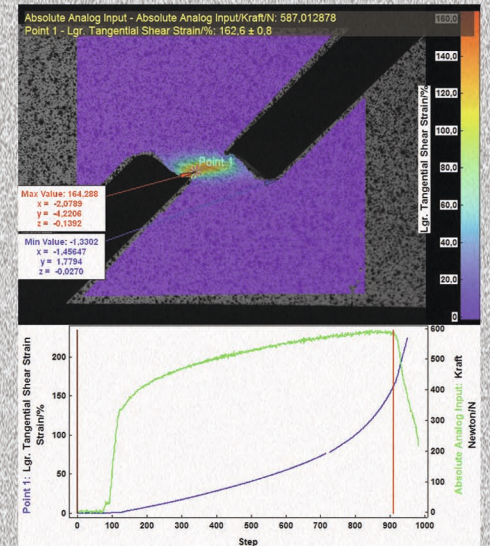 Absolute Analog Input - Absolute Analog Input/Kraft/N: 587,012878
Point 1 - Lgr. Tangential Shear Strain/%: 162,6 ± 0,8
160,0
140,0
120,0
100,0
80,0
60,0
40,0
20,0
0
Lgr. Tangential Shear Strain/%
Point 1
Max Value: 164.288
x = -2,0789
y = -4,2206
z = -0.1392
Min Value: -1.3302
x = -1,45647
y = 1.7794
z = -0,0270
Point 1: Lgr. Tangential Shear Strain
Strain/%
200
150
100
50
0
600
500
400
300
200
100
0
Absolute Analog Input: Kraft
Newton/N
0 100 200 300 400 500 600 700 800 900 1000
Step